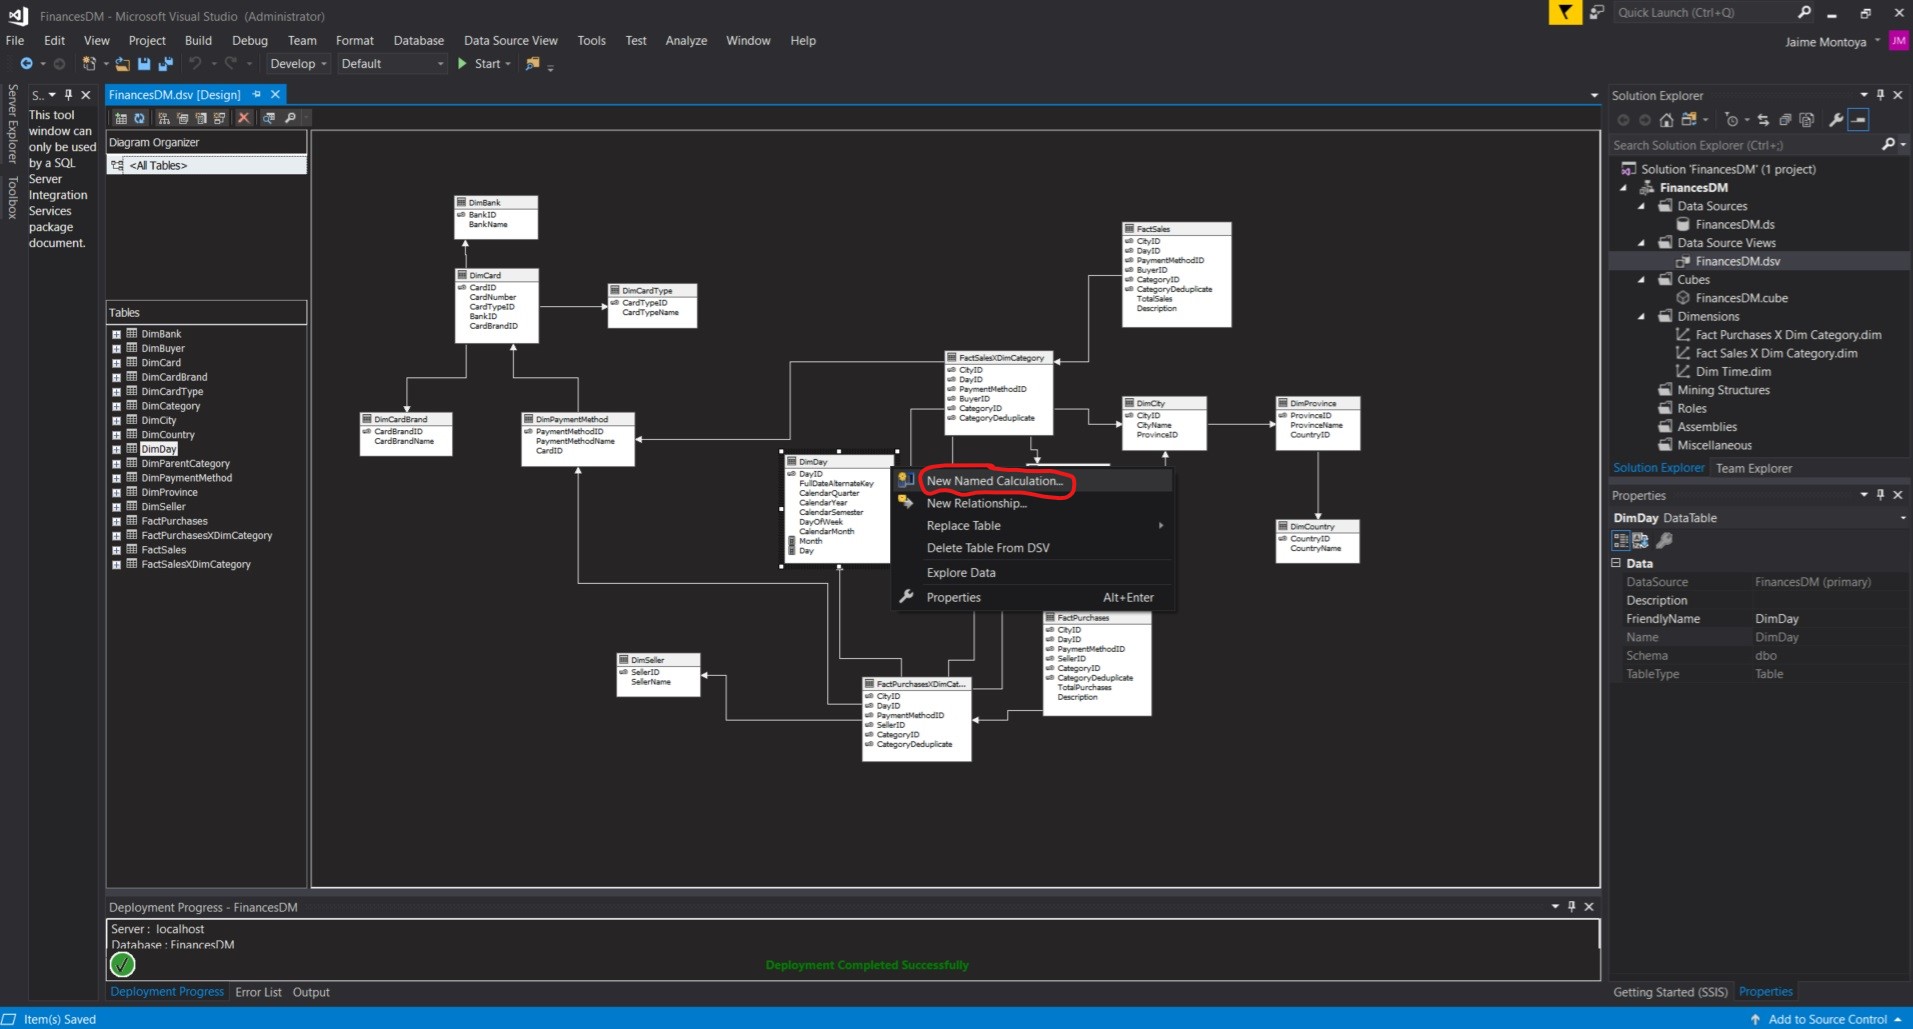 FinancesDM - Microsoft Visual Studio (Administrator)
Quick Launch (Ctrl+Q)
File Edit View Project Build Debug Team Format Database Data Source View Tools Test Analyze Window Help
Jaime Montoya JM
Develop Default Start
Server Explorer
Toolbox
S..
This tool
window can
only be used
by a SQL
Server
Integration
Services
package
document.
FinancesDM.dsv [Design]
Diagram Organizer
<All Tables>
Tables
DimBank
DimBuyer
DimCard
DimCardBrand
DimCardType
DimCategory
DimCity
DimCountry
DimDay
DimParentCategory
DimPaymentMethod
DimProvince
DimSeller
FactPurchases
FactPurchasesXDimCategory
FactSales
FactSalesXDimCategory
DimBank
BankID
BankName
DimCard
CardID
CardNumber
CardTypeID
BankID
CardBrandID
DimCardType
CardTypeID
CardTypeName
DimCardBrand
CardBrandID
CardBrandName
DimPaymentMethod
PaymentMethodID
PaymentMethodName
CardID
FactSales
CityID
DayID
PaymentMethodID
BuyerID
CategoryID
CategoryDeduplicate
TotalSales
Description
FactSalesXDimCategory
CityID
DayID
PaymentMethodID
BuyerID
CategoryID
CategoryDeduplicate
DimCity
CityID
CityName
ProvinceID
DimProvince
ProvinceID
ProvinceName
CountryID
DimDay
DayID
FullDateAlternateKey
CalendarQuarter
CalendarYear
CalendarSemester
DayOfWeek
CalendarMonth
Month
Day
New Named Calculation...
New Relationship...
Replace Table
Delete Table From DSV
Explore Data
Properties Alt+Enter
DimCountry
CountryID
CountryName
FactPurchases
CityID
DayID
PaymentMethodID
SellerID
CategoryID
CategoryDeduplicate
TotalPurchases
Description
DimSeller
SellerID
SellerName
FactPurchasesXDimCat...
CityID
DayID
PaymentMethodID
SellerID
CategoryID
CategoryDeduplicate
Solution Explorer
Search Solution Explorer (Ctrl+;)
Solution 'FinancesDM' (1 project)
FinancesDM
Data Sources
FinancesDM.ds
Data Source Views
FinancesDM.dsv
Cubes
FinancesDM.cube
Dimensions
Fact Purchases X Dim Category.dim
Fact Sales X Dim Category.dim
Dim Time.dim
Mining Structures
Roles
Assemblies
Miscellaneous
Solution Explorer Team Explorer
Properties
DimDay DataTable
Data
DataSource FinancesDM (primary)
Description
FriendlyName DimDay
Name DimDay
Schema dbo
TableType Table
Getting Started (SSIS) Properties
Deployment Progress - FinancesDM
Server : localhost
Database : FinancesDM
Deployment Completed Successfully
Deployment Progress Error List Output
Item(s) Saved
Add to Source Control